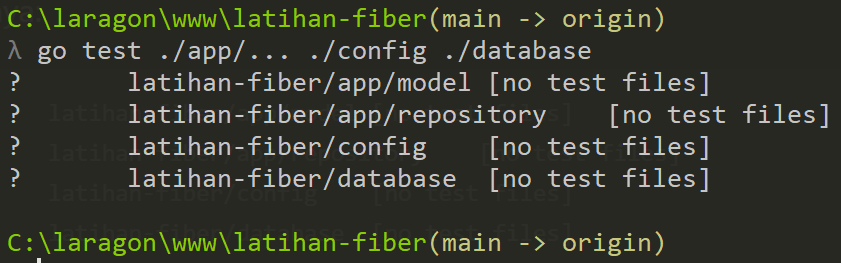 C:\laragon\www\latihan-fiber(main -> origin)
λ go test ./app/... ./config ./database
?       latihan-fiber/app/model [no test files]
?       latihan-fiber/app/repository    [no test files]
?       latihan-fiber/config    [no test files]
?       latihan-fiber/database  [no test files]
C:\laragon\www\latihan-fiber(main -> origin)